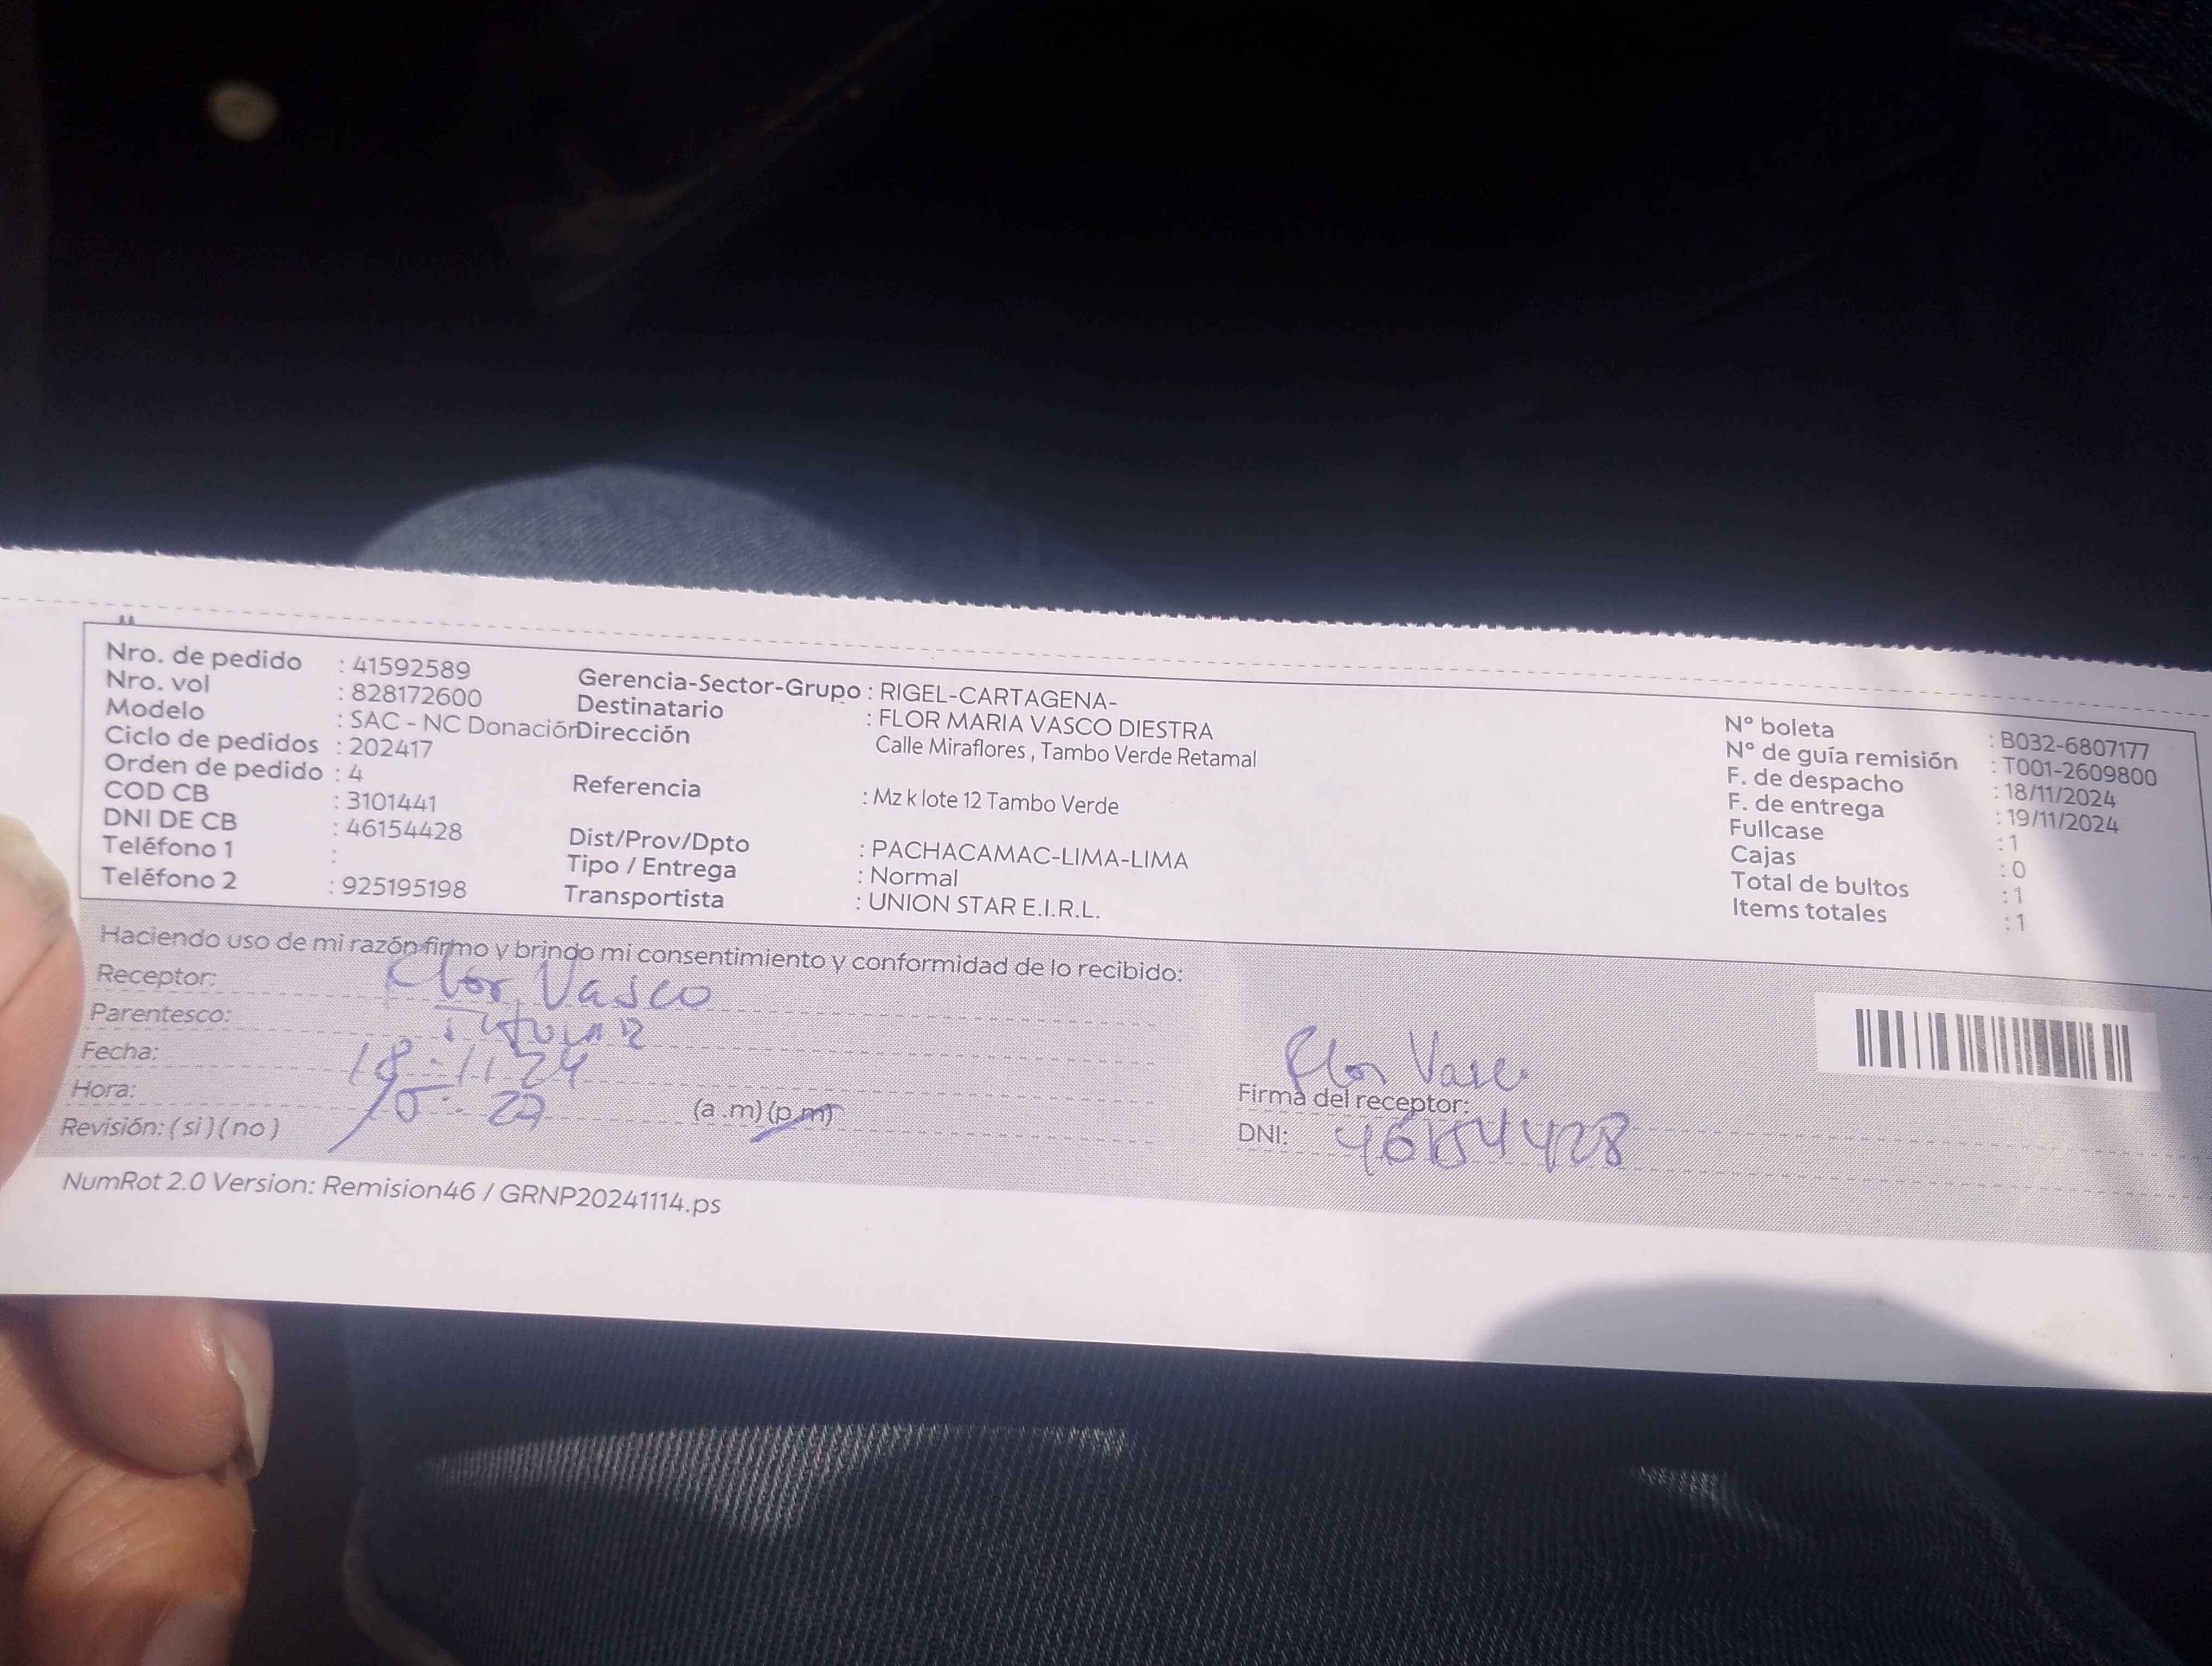 Nro. de pedido : 41592589
Nro. vol : 828172600
Modelo : SAC - NC Donación
Ciclo de pedidos : 202417
Orden de pedido : 4
COD CB : 3101441
DNI DE CB : 46154428
Teléfono 1 :
Teléfono 2 : 925195198
Gerencia-Sector-Grupo : RIGEL-CARTAGENA-
Destinatario : FLOR MARIA VASCO DIESTRA
Dirección Calle Miraflores , Tambo Verde Retamal
Referencia : Mz k lote 12 Tambo Verde
Dist/Prov/Dpto : PACHACAMAC-LIMA-LIMA
Tipo / Entrega : Normal
Transportista : UNION STAR E.I.R.L.
N° boleta : B032-6807177
N° de guía remisión : T001-2609800
F. de despacho : 18/11/2024
F. de entrega : 19/11/2024
Fullcase : 1
Cajas : 0
Total de bultos : 1
Items totales : 1
Haciendo uso de mi razón firmo y brindo mi consentimiento y conformidad de lo recibido:
Receptor: Flor Vasco
Parentesco:
Fecha: 18-11-24
Hora: (a .m) (p.m)
Revisión: ( si ) ( no )
Flor Vasc
Firma del receptor:
DNI: 46154428
NumRot 2.0 Version: Remision46 / GRNP20241114.ps